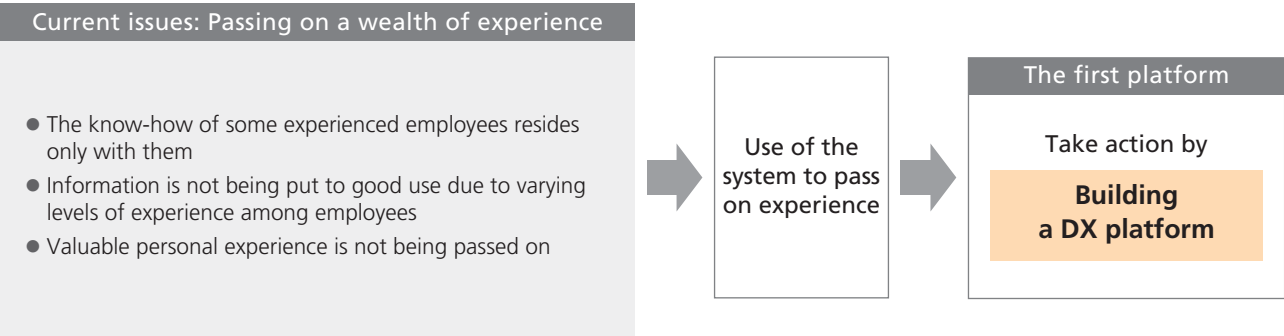 Current issues: Passing on a wealth of experience
● The know-how of some experienced employees resides
only with them
● Information is not being put to good use due to varying
levels of experience among employees
● Valuable personal experience is not being passed on
Use of the
system to pass
on experience
The first platform
Take action by
Building
a DX platform